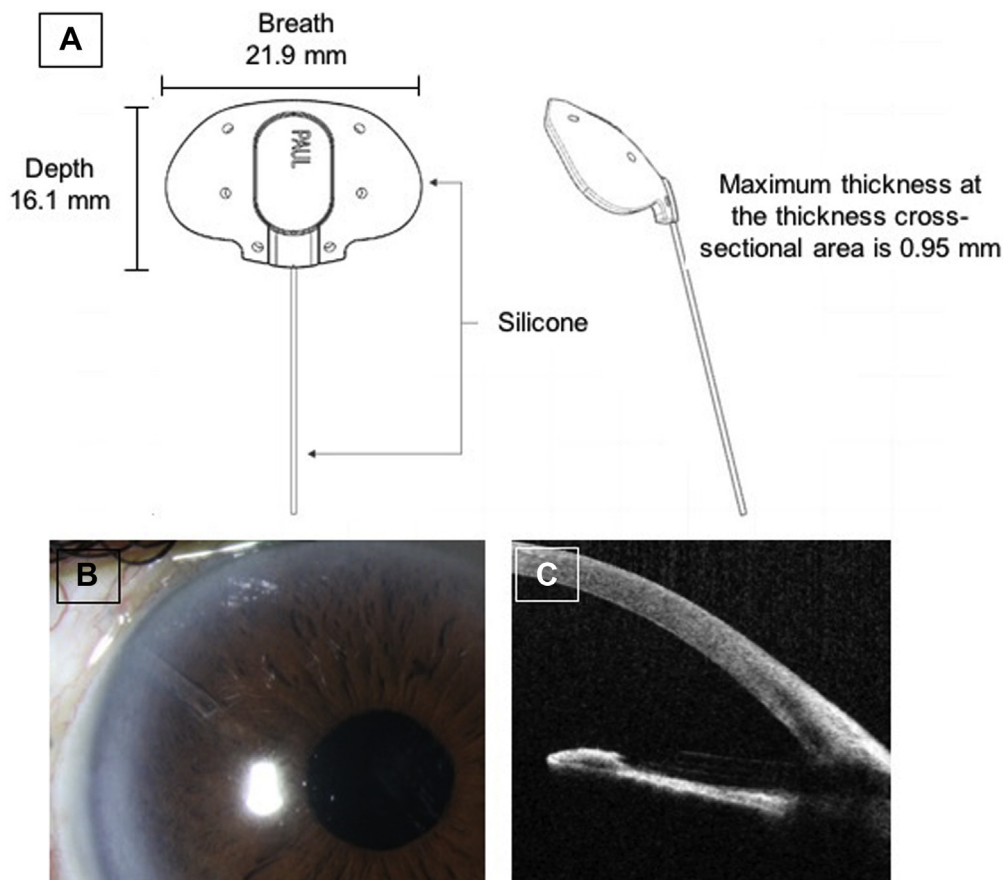 A
Breath
21.9 mm
Depth
16.1 mm
PAUL
Silicone
Maximum thickness at
the thickness cross-
sectional area is 0.95 mm
B
C